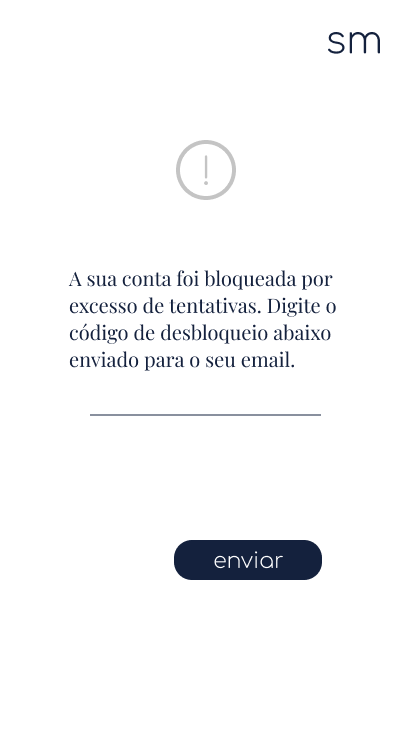 sm
!
A sua conta foi bloqueada por
excesso de tentativas. Digite o
código de desbloqueio abaixo
enviado para o seu email.
enviar